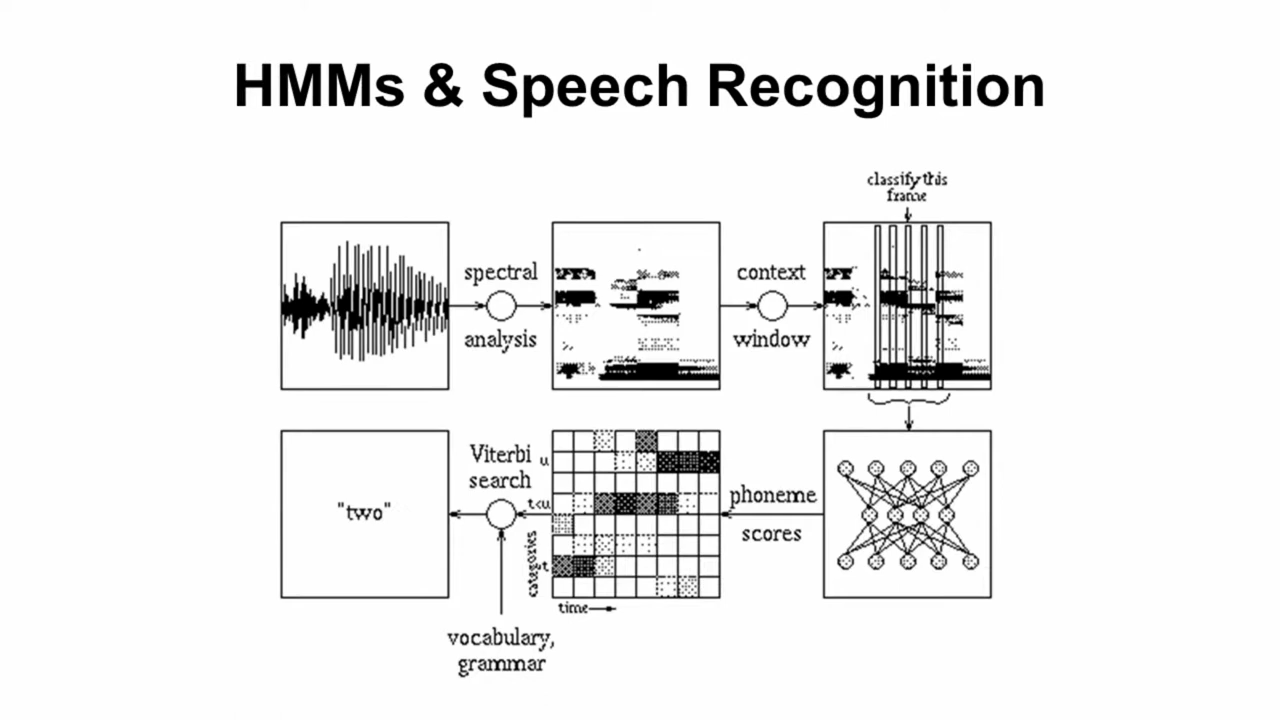 HMMs & Speech Recognition
classify this
frame
spectral
analysis
context
window
Viterbi
search
"two"
u
t<u
t
categories
time
phoneme
scores
vocabulary,
grammar